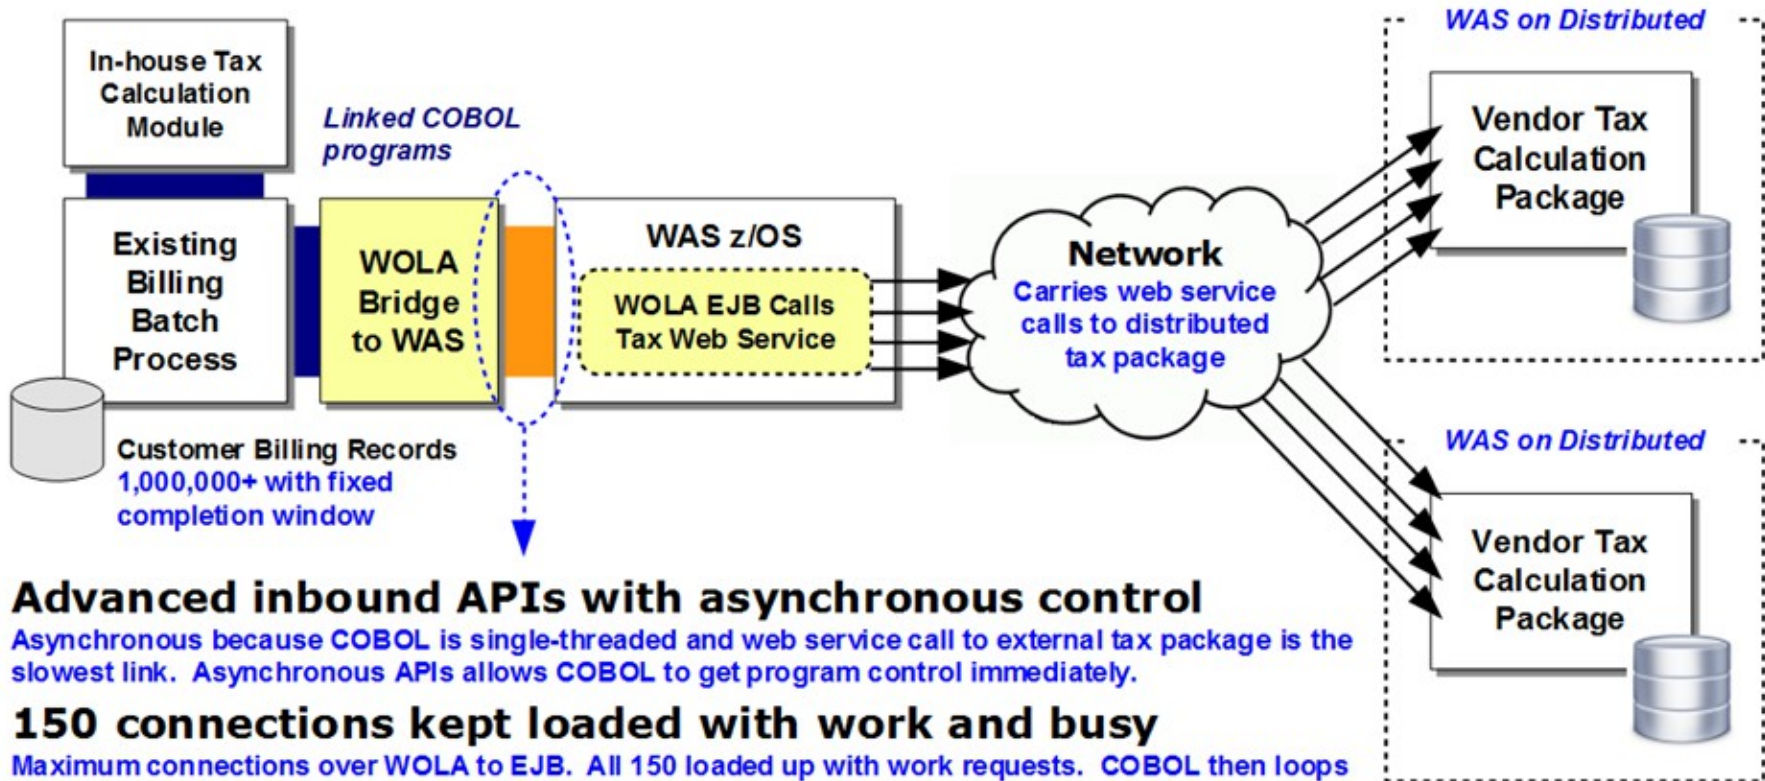 In-house Tax
Calculation
Module
Linked COBOL
programs
Existing
Billing
Batch
Process
WOLA
Bridge
to WAS
WAS z/OS
WOLA EJB Calls
Tax Web Service
Network
Carries web service
calls to distributed
tax package
WAS on Distributed
Vendor Tax
Calculation
Package
WAS on Distributed
Vendor Tax
Calculation
Package
Customer Billing Records
1,000,000+ with fixed
completion window
Advanced inbound APIs with asynchronous control
Asynchronous because COBOL is single-threaded and web service call to external tax package is the
slowest link. Asynchronous APIs allows COBOL to get program control immediately.
150 connections kept loaded with work and busy
Maximum connections over WOLA to EJB. All 150 loaded up with work requests. COBOL then loops